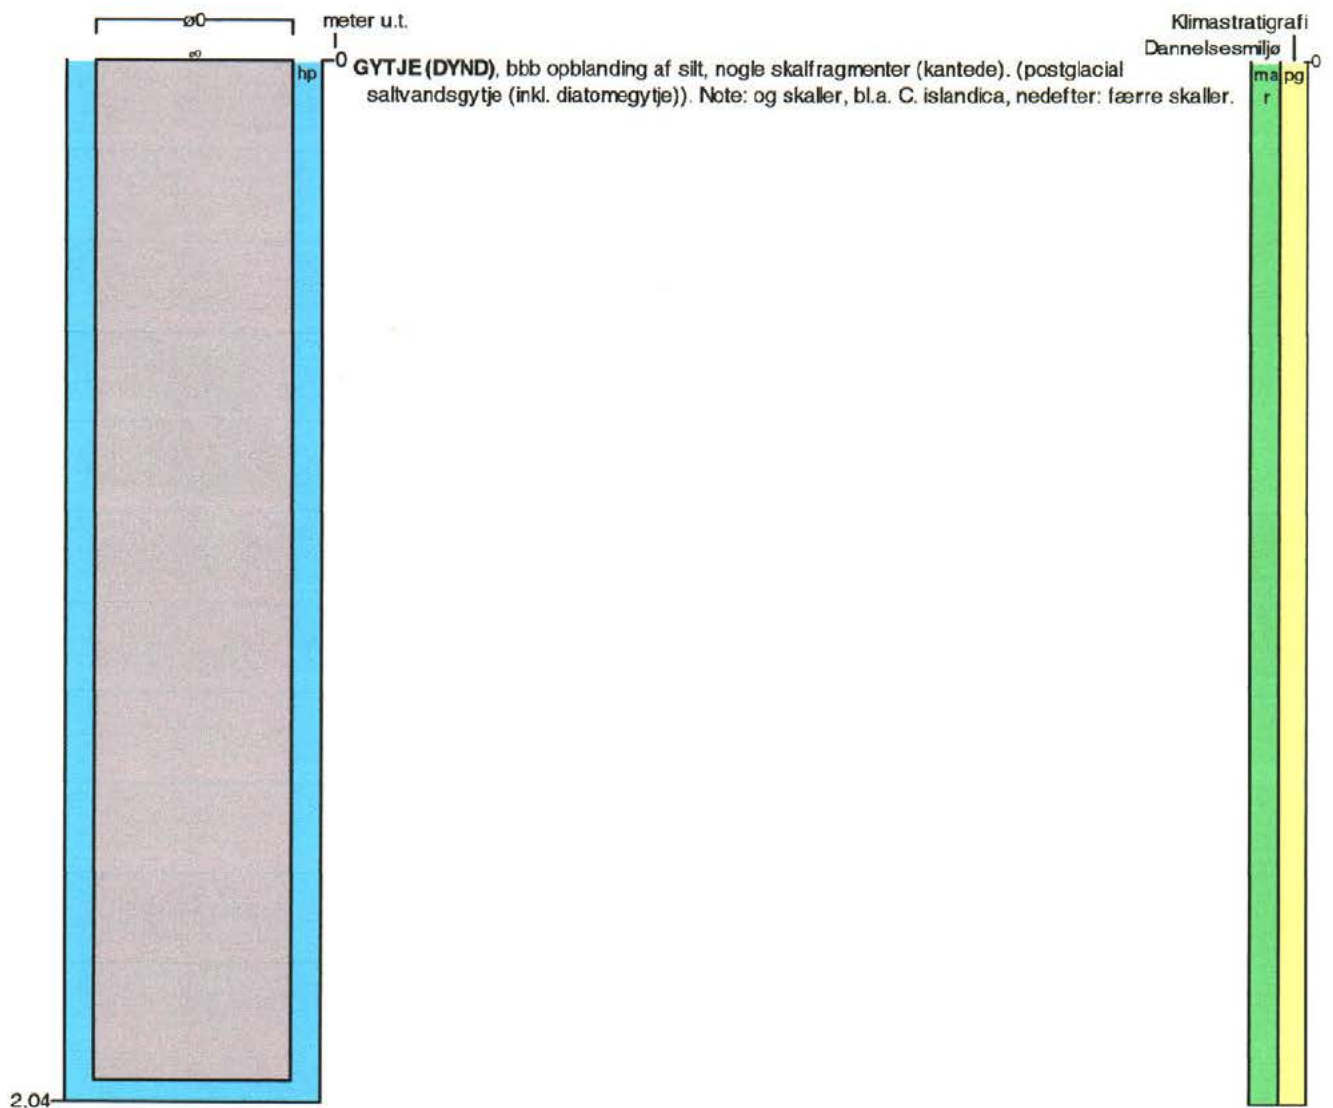 ø0 meter u.t. Klimastratigrafi
ø0 Dannelsesmiljø
hp 0 GYTJE (DYND), bbb opblanding af silt, nogle skalfragmenter (kantede). (postglacial ma pg 0
saltvandsgytje (inkl. diatomegytje)). Note: og skaller, bl.a. C. islandica, nedefter: færre skaller. r
2.04